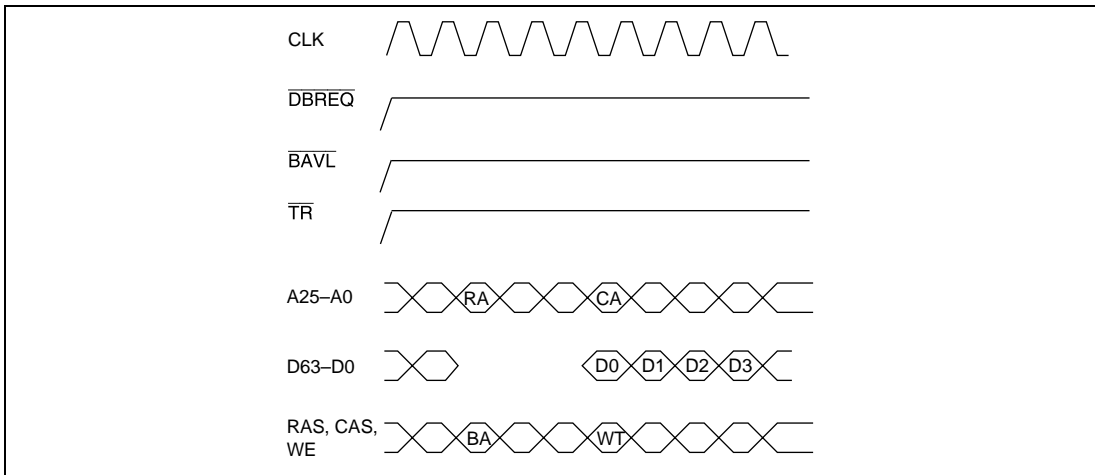 CLK
DBREQ
BAVL
TR
A25–A0
RA
CA
D63–D0
D0 D1 D2 D3
RAS, CAS,
WE
BA
WT